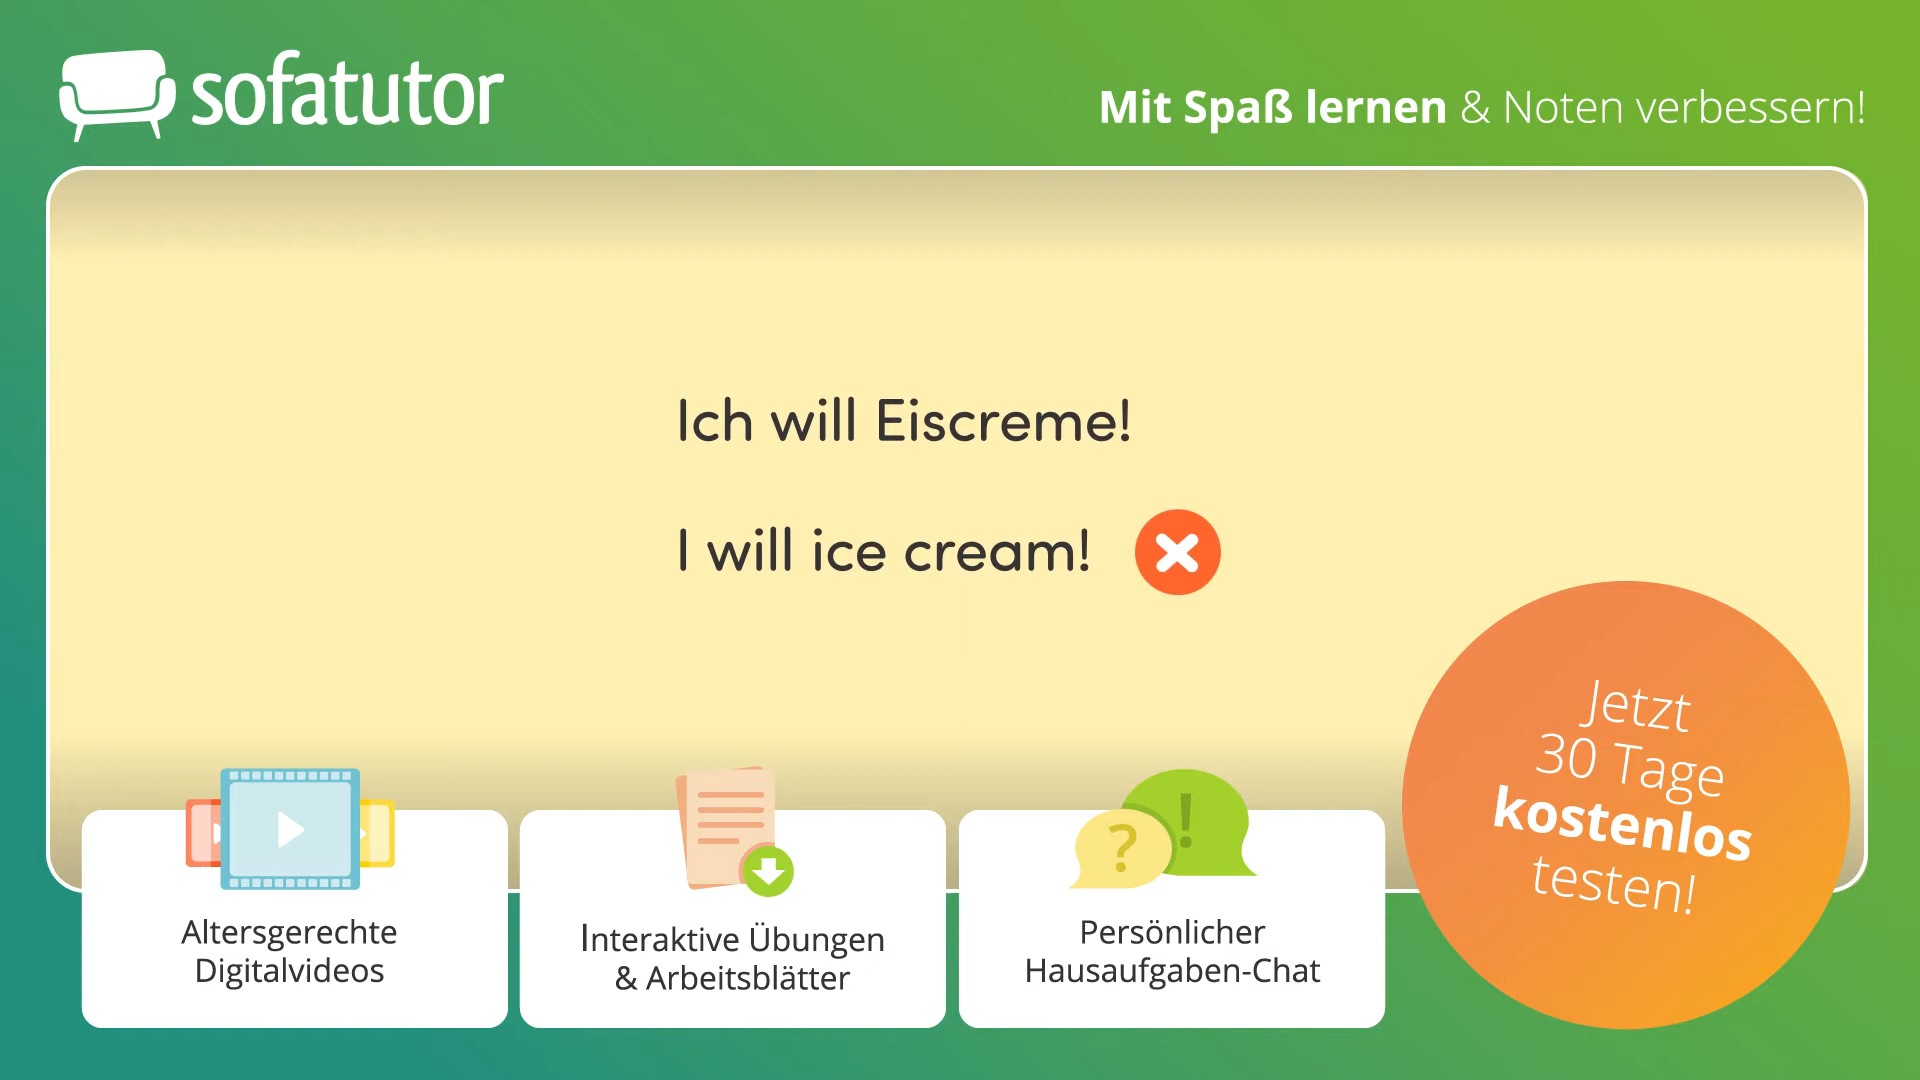 sofatutor
Mit Spaß lernen & Noten verbessern!
Ich will Eiscreme!
I will ice cream!
Jetzt
30 Tage
kostenlos
testen!
? !
Altersgerechte
Digitalvideos
Interaktive Übungen
& Arbeitsblätter
Persönlicher
Hausaufgaben-Chat